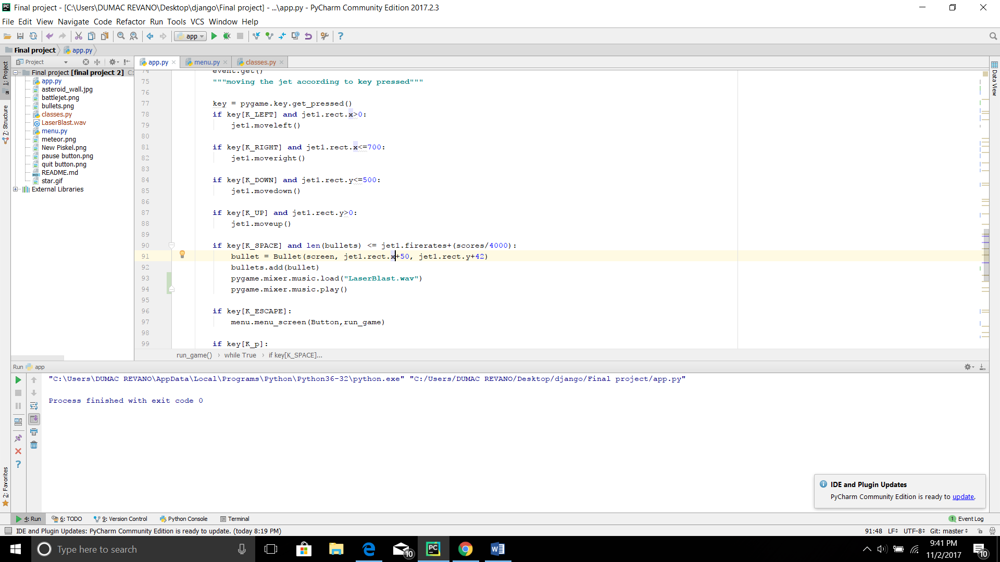 Final project - [C:\Users\DUMAC REVANO\Desktop\django\Final project] - ...\app.py - PyCharm Community Edition 2017.2.3
File Edit View Navigate Code Refactor Run Tools VCS Window Help
app
Final project app.py
1: Project
Z: Structure
2: Favorites
Project
Final project [final project 2] C:
app.py
asteroid_wall.jpg
battlejet.png
bullets.png
classes.py
LaserBlast.wav
menu.py
meteor.png
New Piskel.png
pause button.png
quit button.png
README.md
star.gif
External Libraries
app.py menu.py classes.py
74 event.get()
75 """moving the jet according to key pressed"""
76
77 key = pygame.key.get_pressed()
78 if key[K_LEFT] and jet1.rect.x>0:
79 jet1.moveleft()
80
81 if key[K_RIGHT] and jet1.rect.x<=700:
82 jet1.moveright()
83
84 if key[K_DOWN] and jet1.rect.y<=500:
85 jet1.movedown()
86
87 if key[K_UP] and jet1.rect.y>0:
88 jet1.moveup()
89
90 if key[K_SPACE] and len(bullets) <= jet1.firerates+(scores/4000):
91 bullet = Bullet(screen, jet1.rect.x+50, jet1.rect.y+42)
92 bullets.add(bullet)
93 pygame.mixer.music.load("LaserBlast.wav")
94 pygame.mixer.music.play()
95
96 if key[K_ESCAPE]:
97 menu.menu_screen(Button,run_game)
98
99 if key[K_p]:
run_game() › while True › if key[K_SPACE]...
Data View
Run app
"C:\Users\DUMAC REVANO\AppData\Local\Programs\Python\Python36-32\python.exe" "C:/Users/DUMAC REVANO/Desktop/django/Final project/app.py"
Process finished with exit code 0
IDE and Plugin Updates
PyCharm Community Edition is ready to update.
4: Run 6: TODO 9: Version Control Python Console Terminal 1 Event Log
IDE and Plugin Updates: PyCharm Community Edition is ready to update. (today 8:19 PM) 91:48 LF÷ UTF-8÷ Git: master÷
Type here to search
10
9:41 PM
11/2/2017
10